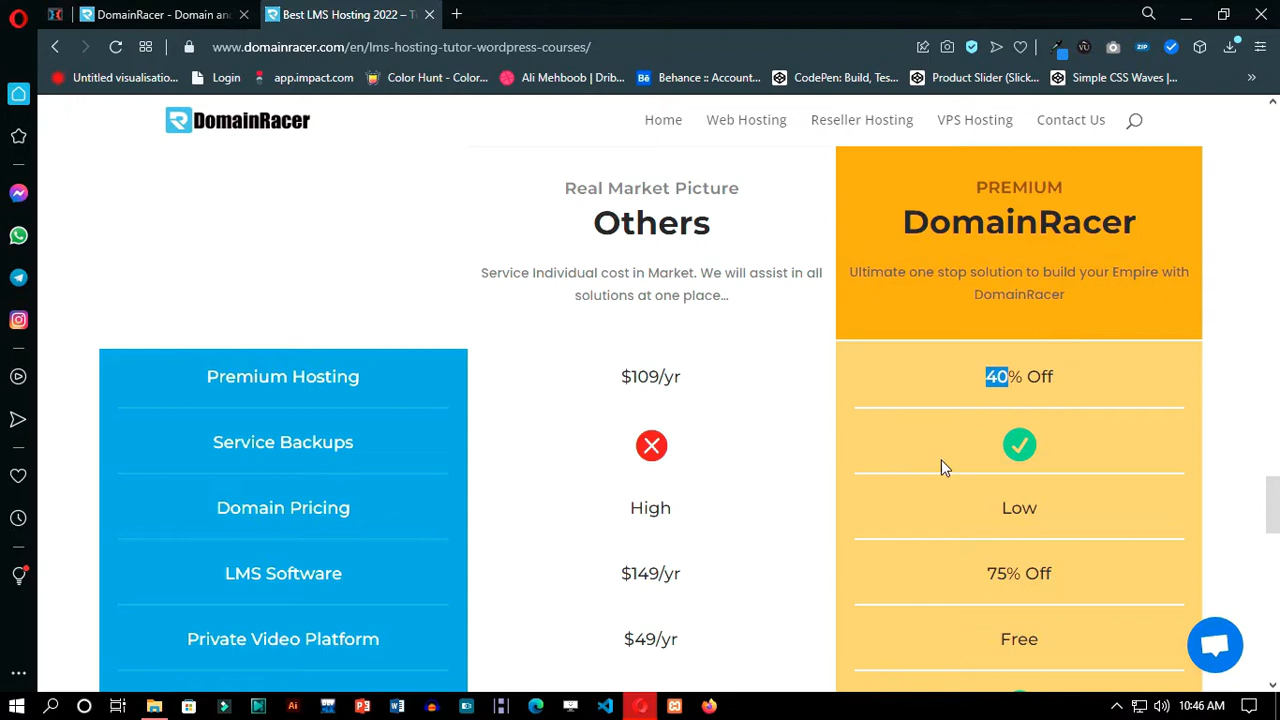 DomainRacer - Domain an
Best LMS Hosting 2022 – T
www.domainracer.com/en/lms-hosting-tutor-wordpress-courses/
VU
ZIP
Untitled visualisatio...
Login
app.impact.com
Color Hunt - Color...
Ali Mehboob | Drib...
Bē
Behance :: Account...
CodePen: Build, Tes...
Product Slider (Slick...
Simple CSS Waves |...
DomainRacer
Home
Web Hosting
Reseller Hosting
VPS Hosting
Contact Us
Real Market Picture
Others
Service Individual cost in Market. We will assist in all
solutions at one place...
PREMIUM
DomainRacer
Ultimate one stop solution to build your Empire with
DomainRacer
Premium Hosting
$109/yr
40% Off
Service Backups
Domain Pricing
High
Low
LMS Software
$149/yr
75% Off
Private Video Platform
$49/yr
Free
Ai
10:46 AM